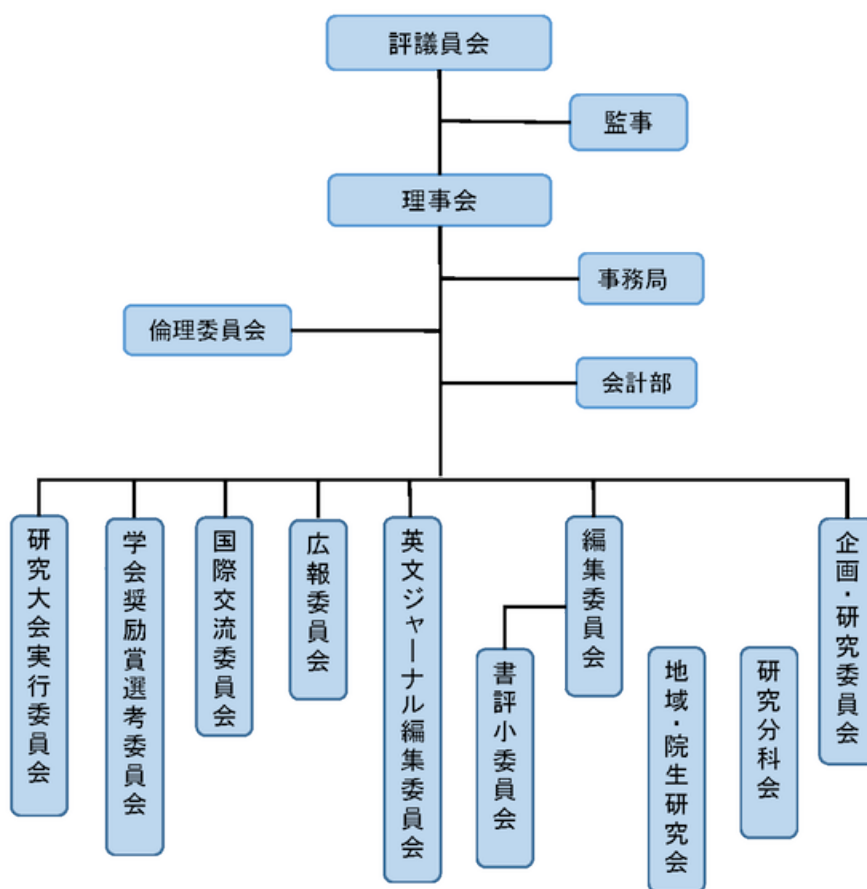 評議員会
監事
理事会
事務局
倫理委員会
会計部
研究大会実行委員会
学会奨励賞選考委員会
国際交流委員会
広報委員会
英文ジャーナル編集委員会
編集委員会
書評小委員会
地域・院生研究会
研究分科会
企画・研究委員会